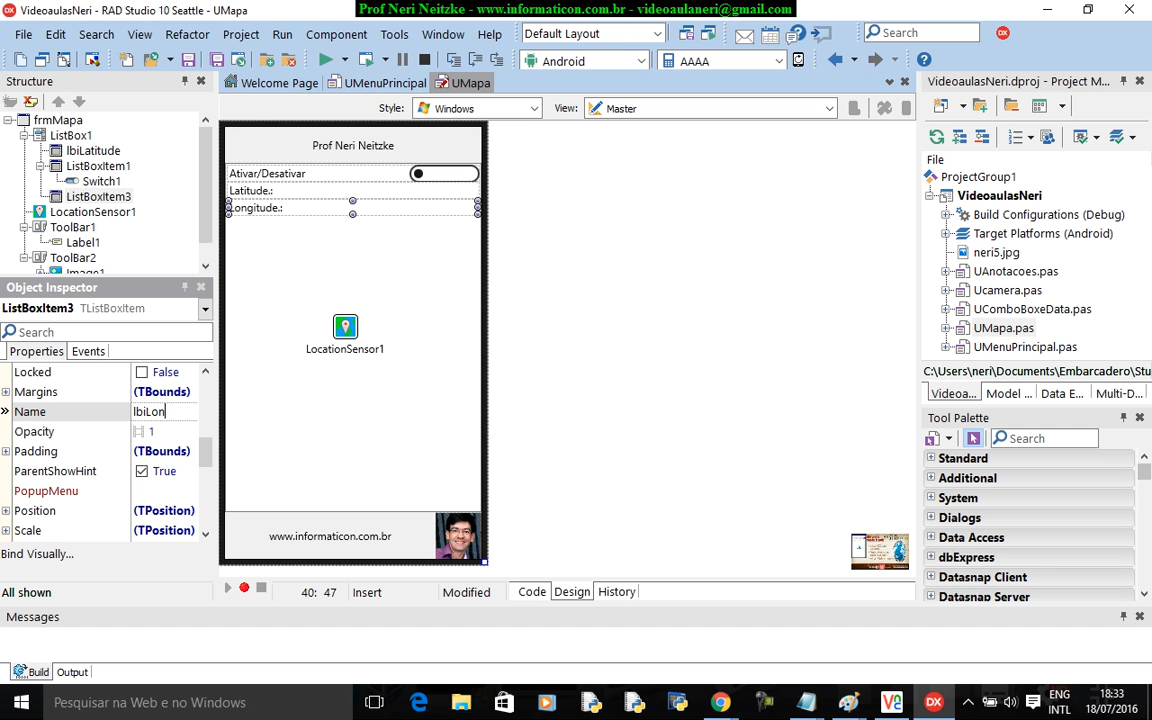 VideoaulasNeri - RAD Studio 10 Seattle - UMapa
Prof Neri Neitzke - www.informaticon.com.br - videoaulaneri@gmail.com
File Edit Search View Refactor Project Run Component Tools Window Help
Default Layout
Search
Android
AAAA
Structure
Welcome Page
UMenuPrincipal
UMapa
VideoaulasNeri.dproj - Project M...
Style:
Windows
View:
Master
frmMapa
ListBox1
lbiLatitude
ListBoxItem1
Switch1
ListBoxItem3
LocationSensor1
ToolBar1
Label1
ToolBar2
Image1
Prof Neri Neitzke
Ativar/Desativar
Latitude.:
Longitude.:
LocationSensor1
www.informaticon.com.br
File
ProjectGroup1
VideoaulasNeri
Build Configurations (Debug)
Target Platforms (Android)
neri5.jpg
UAnotacoes.pas
Ucamera.pas
UComboBoxeData.pas
UMapa.pas
UMenuPrincipal.pas
C:\Users\neri\Documents\Embarcadero\Stu
Videoa...
Model ...
Data E...
Multi-D...
Object Inspector
ListBoxItem3 TListBoxItem
Search
Properties
Events
Locked False
Margins (TBounds)
Name lbiLon
Opacity 1
Padding (TBounds)
ParentShowHint True
PopupMenu
Position (TPosition)
Scale (TPosition)
Bind Visually...
All shown
Tool Palette
Search
Standard
Additional
System
Dialogs
Data Access
dbExpress
Datasnap Client
Datasnap Server
40: 47
Insert
Modified
Code
Design
History
Messages
Build
Output
Pesquisar na Web e no Windows
ENG
INTL
18:33
18/07/2016